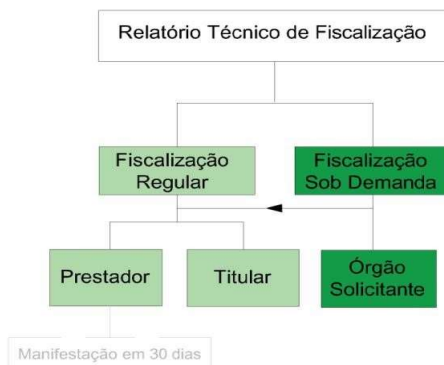 Relatório Técnico de Fiscalização
Fiscalização
Regular
Fiscalização
Sob Demanda
Prestador
Titular
Órgão
Solicitante
Manifestação em 30 dias